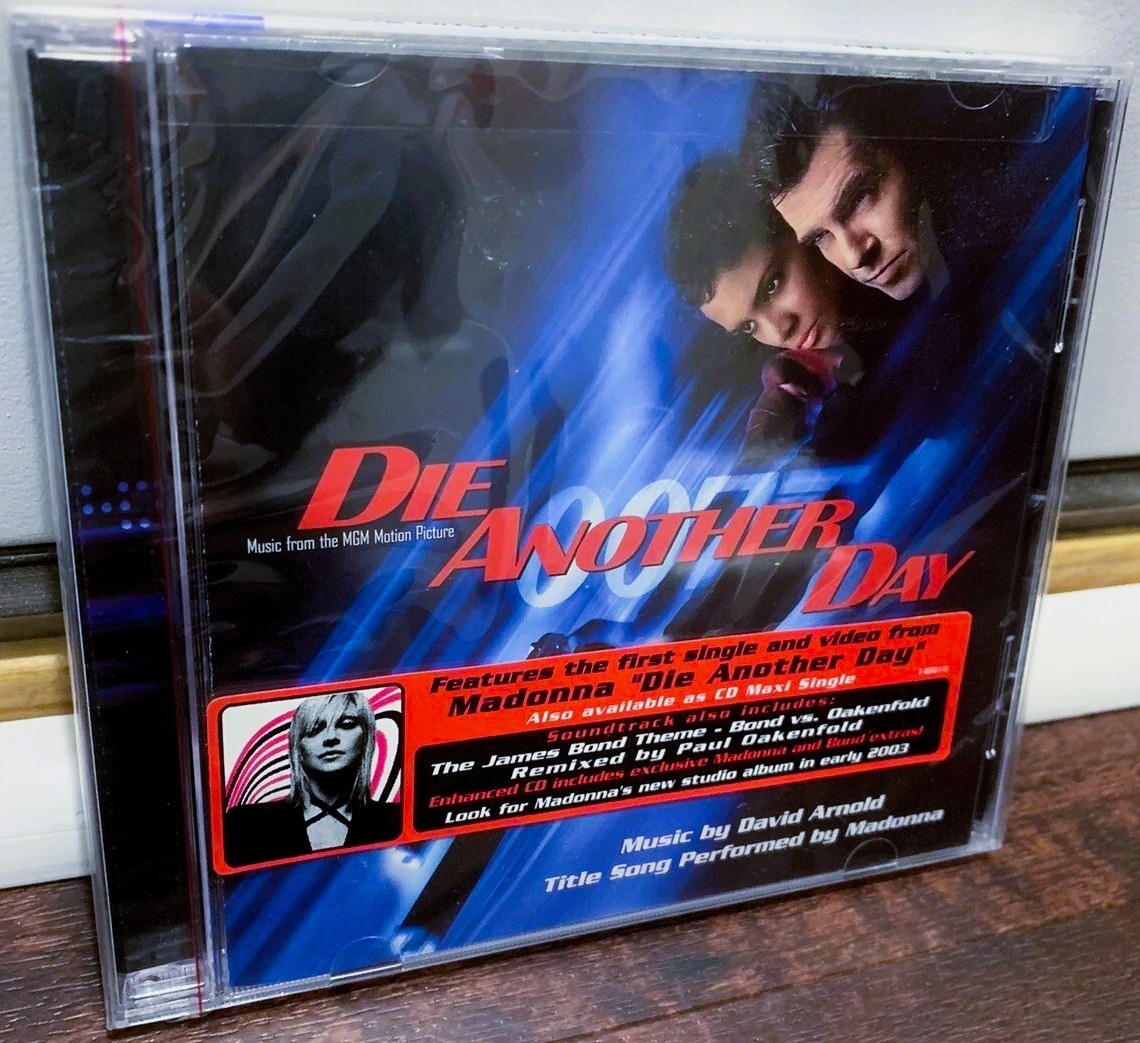 DIE
ANOTHER
DAY
007
Music from the MGM Motion Picture
Features the first single and video from
Madonna "Die Another Day"
Also available as CD Maxi Single
Soundtrack also includes:
The James Bond Theme - Bond vs. Oakenfold
Remixed by Paul Oakenfold
Enhanced CD includes exclusive Madonna and Bond extras!
Look for Madonna's new studio album in early 2003
Music by David Arnold
Title Song Performed by Madonna